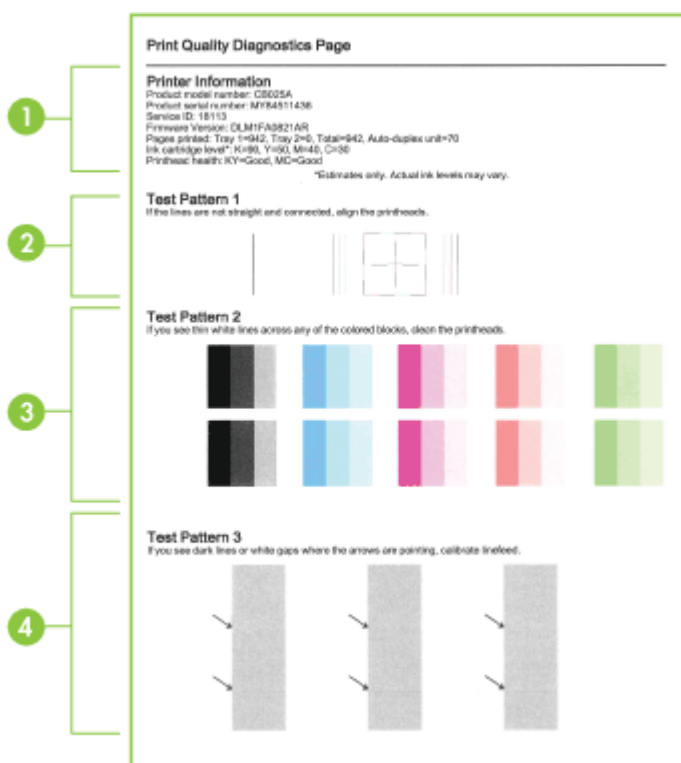 Print Quality Diagnostics Page
1
Printer Information
Product model number: CB025A
Product serial number: MY84511436
Service ID: 18113
Firmware Version: DLM1FA0821AR
Pages printed: Tray 1=942, Tray 2=0, Total=942, Auto-duplex unit=70
Ink cartridge level*: K=90, Y=50, M=40, C=30
Printhead health: KY=Good, MC=Good
*Estimates only. Actual ink levels may vary.
2
Test Pattern 1
If the lines are not straight and connected, align the printheads.
3
Test Pattern 2
If you see thin white lines across any of the colored blocks, clean the printheads.
4
Test Pattern 3
If you see dark lines or white gaps where the arrows are pointing, calibrate linefeed.